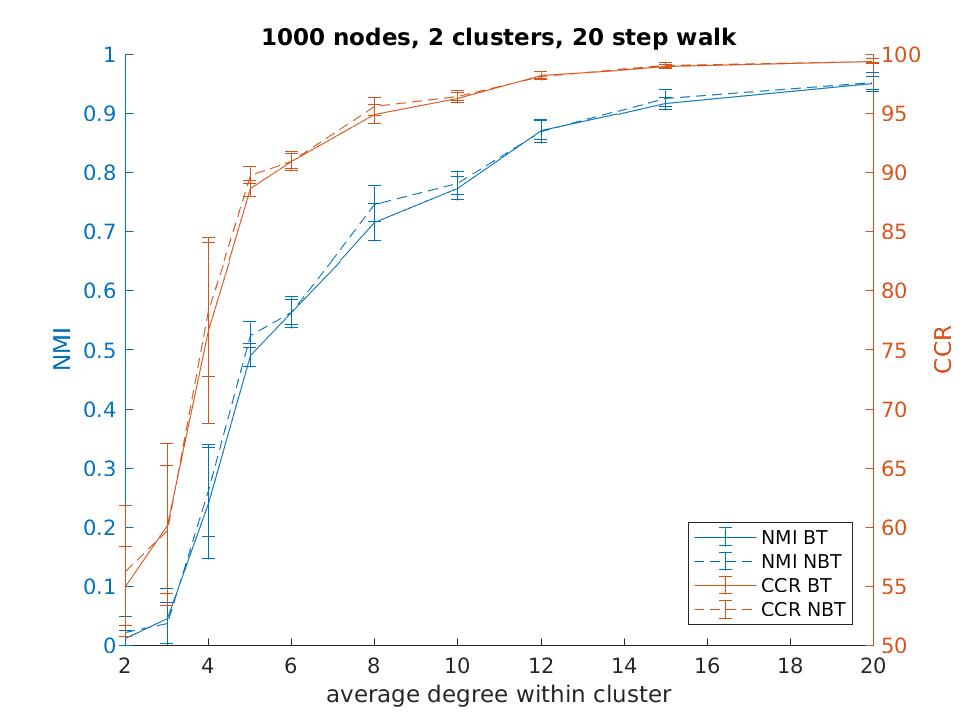 1000 nodes, 2 clusters, 20 step walk
1
0.9
0.8
0.7
0.6
0.5
0.4
0.3
0.2
0.1
0
NMI
100
95
90
85
80
75
70
65
60
55
50
CCR
NMI BT
NMI NBT
CCR BT
CCR NBT
2 4 6 8 10 12 14 16 18 20
average degree within cluster